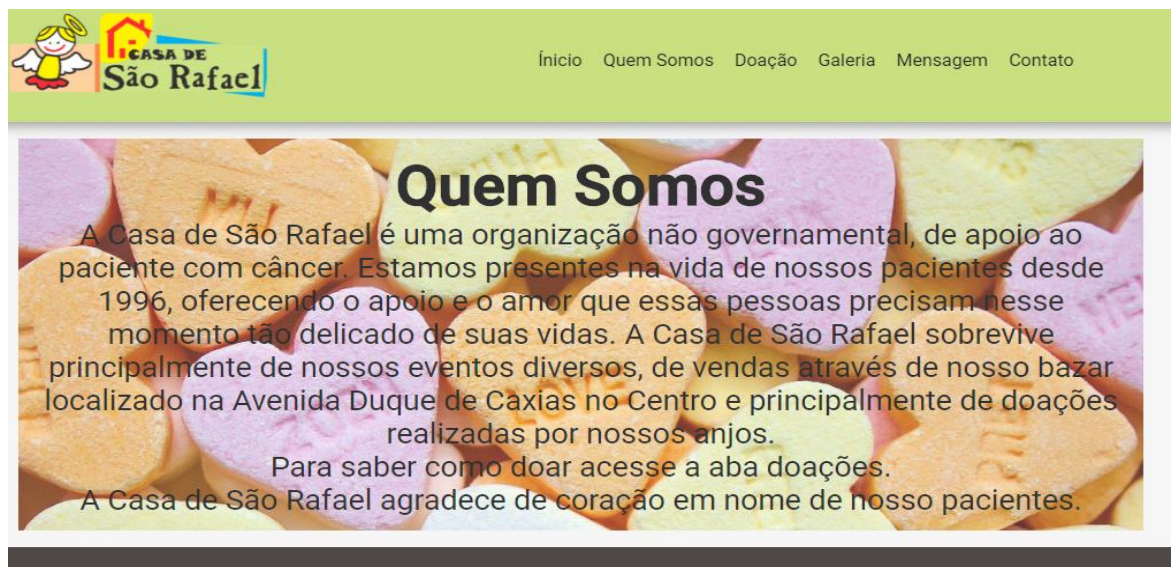 CASA DE
São Rafael
Ínicio Quem Somos Doação Galeria Mensagem Contato
Quem Somos
A Casa de São Rafael é uma organização não governamental, de apoio ao
paciente com câncer. Estamos presentes na vida de nossos pacientes desde
1996, oferecendo o apoio e o amor que essas pessoas precisam nesse
momento tão delicado de suas vidas. A Casa de São Rafael sobrevive
principalmente de nossos eventos diversos, de vendas através de nosso bazar
localizado na Avenida Duque de Caxias no Centro e principalmente de doações
realizadas por nossos anjos.
Para saber como doar acesse a aba doações.
A Casa de São Rafael agradece de coração em nome de nosso pacientes.
LOVE